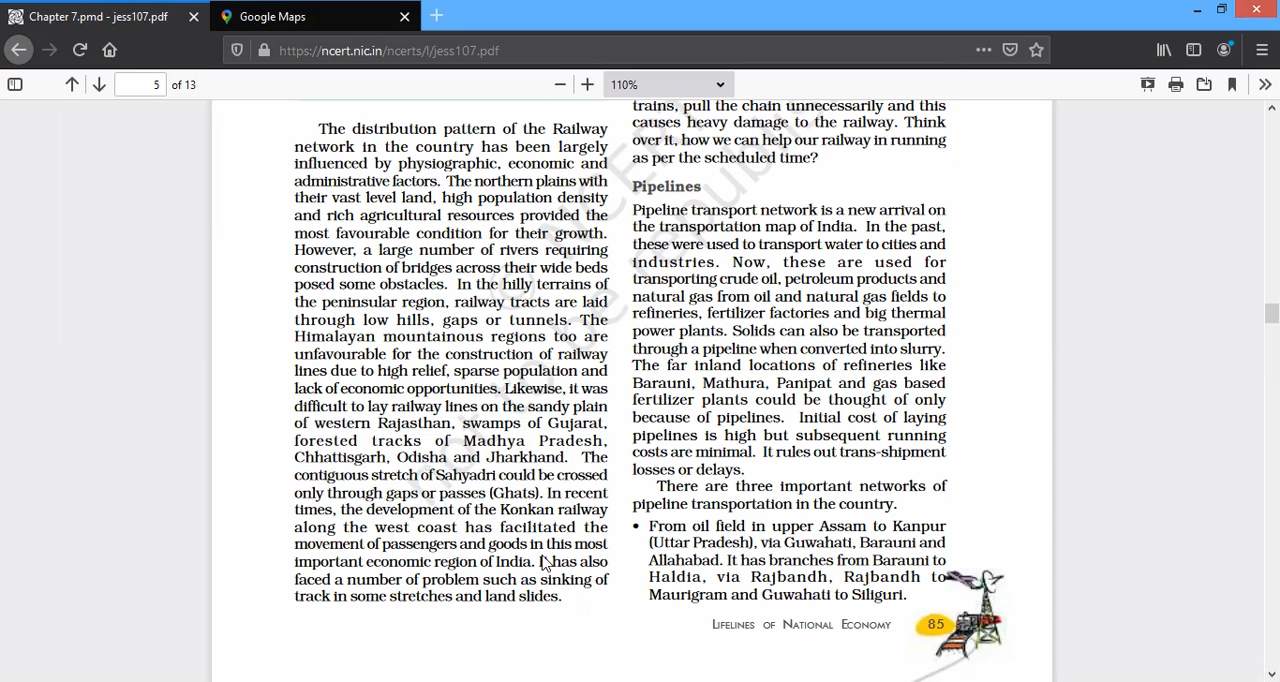 Chapter 7.pmd - jess107.pdf
Google Maps
https://ncert.nic.in/ncerts/l/jess107.pdf
5 of 13
110%
The distribution pattern of the Railway
network in the country has been largely
influenced by physiographic, economic and
administrative factors. The northern plains with
their vast level land, high population density
and rich agricultural resources provided the
most favourable condition for their growth.
However, a large number of rivers requiring
construction of bridges across their wide beds
posed some obstacles. In the hilly terrains of
the peninsular region, railway tracts are laid
through low hills, gaps or tunnels. The
Himalayan mountainous regions too are
unfavourable for the construction of railway
lines due to high relief, sparse population and
lack of economic opportunities. Likewise, it was
difficult to lay railway lines on the sandy plain
of western Rajasthan, swamps of Gujarat,
forested tracks of Madhya Pradesh,
Chhattisgarh, Odisha and Jharkhand. The
contiguous stretch of Sahyadri could be crossed
only through gaps or passes (Ghats). In recent
times, the development of the Konkan railway
along the west coast has facilitated the
movement of passengers and goods in this most
important economic region of India. It has also
faced a number of problem such as sinking of
track in some stretches and land slides.
trains, pull the chain unnecessarily and this
causes heavy damage to the railway. Think
over it, how we can help our railway in running
as per the scheduled time?
Pipelines
Pipeline transport network is a new arrival on
the transportation map of India. In the past,
these were used to transport water to cities and
industries. Now, these are used for
transporting crude oil, petroleum products and
natural gas from oil and natural gas fields to
refineries, fertilizer factories and big thermal
power plants. Solids can also be transported
through a pipeline when converted into slurry.
The far inland locations of refineries like
Barauni, Mathura, Panipat and gas based
fertilizer plants could be thought of only
because of pipelines. Initial cost of laying
pipelines is high but subsequent running
costs are minimal. It rules out trans-shipment
losses or delays.
There are three important networks of
pipeline transportation in the country.
• From oil field in upper Assam to Kanpur
(Uttar Pradesh), via Guwahati, Barauni and
Allahabad. It has branches from Barauni to
Haldia, via Rajbandh, Rajbandh to
Maurigram and Guwahati to Siliguri.
LIFELINES OF NATIONAL ECONOMY 85
© NCERT
not to be republis